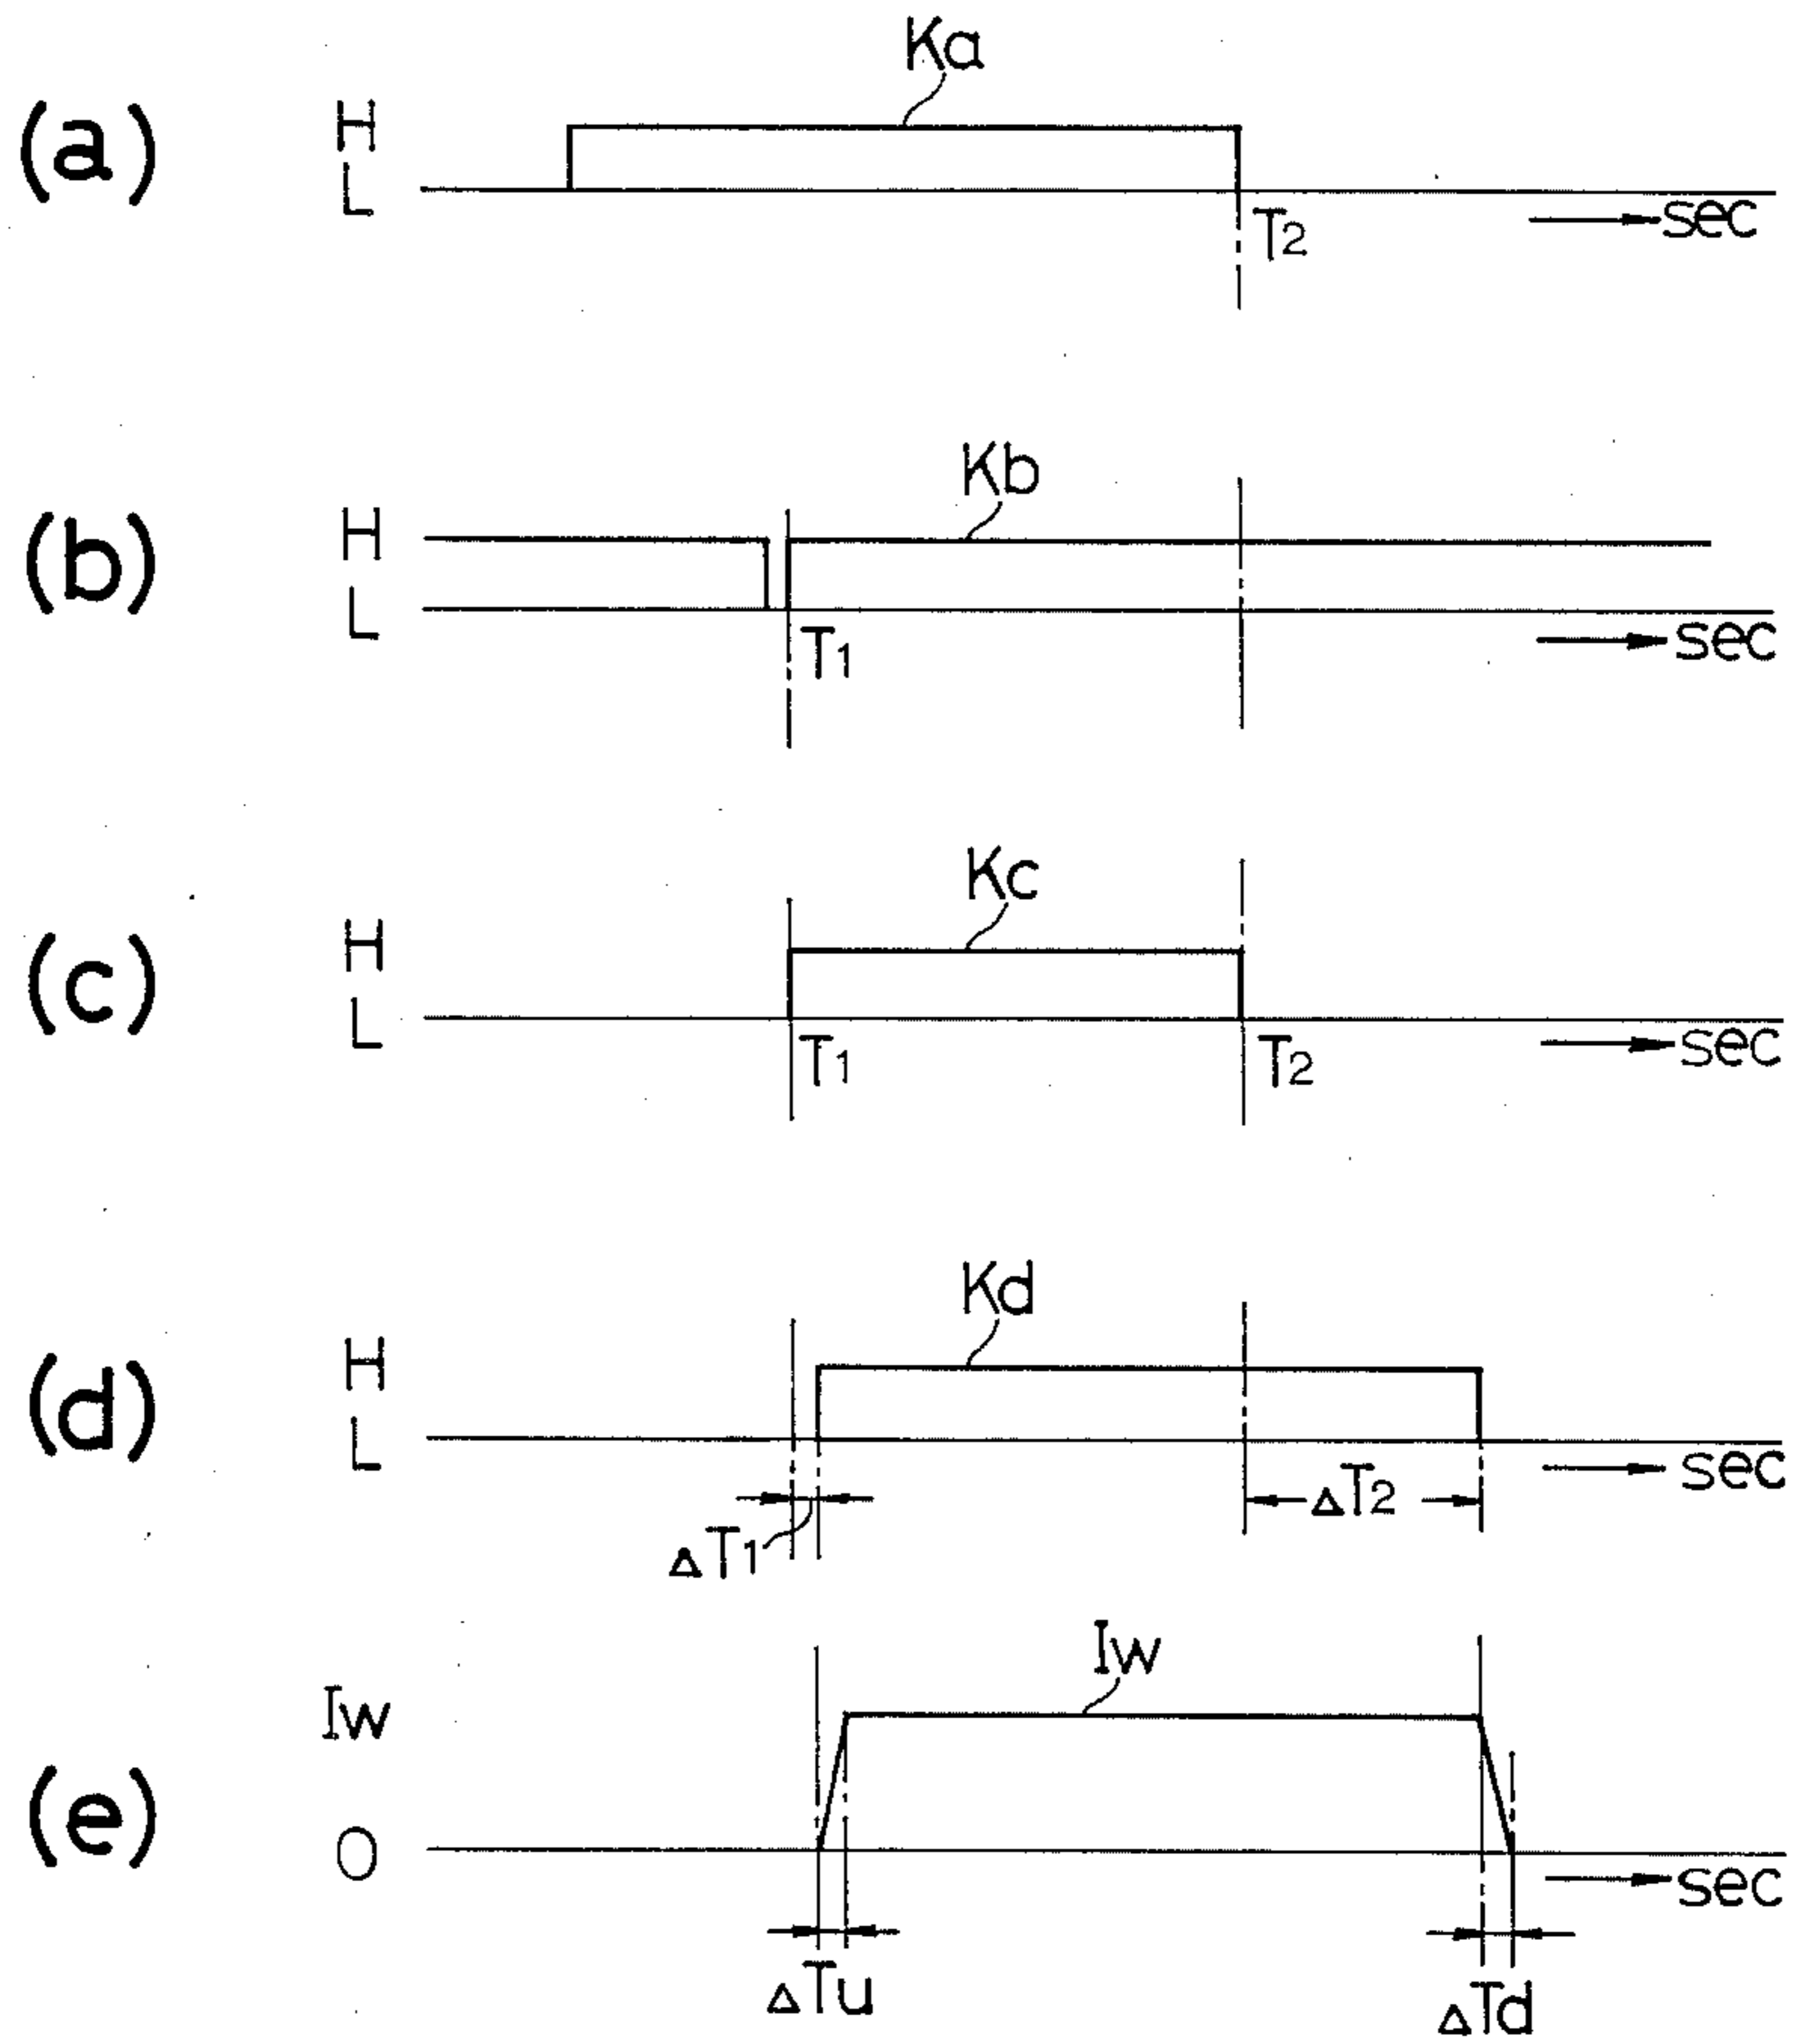 Ka
(a)
H
L
T2
sec
Kb
(b)
H
L
T1
sec
Kc
(c)
H
L
T1
T2
sec
Kd
(d)
H
L
sec
ΔT1
ΔT2
Iw
(e)
Iw
O
sec
ΔTu
ΔTd